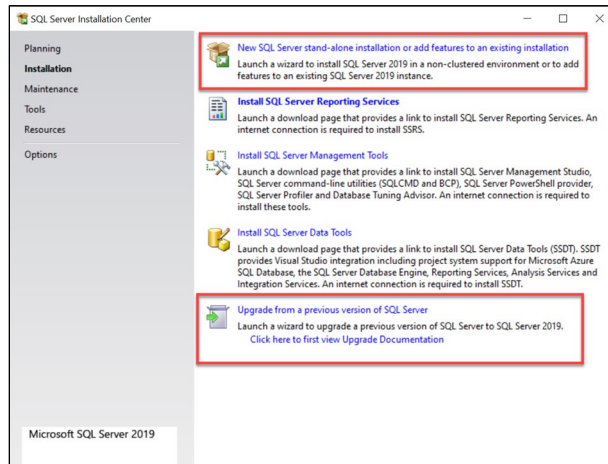 SQL Server Installation Center
Planning
Installation
Maintenance
Tools
Resources
Options
New SQL Server stand-alone installation or add features to an existing installation
Launch a wizard to install SQL Server 2019 in a non-clustered environment or to add
features to an existing SQL Server 2019 instance.
Install SQL Server Reporting Services
Launch a download page that provides a link to install SQL Server Reporting Services. An
internet connection is required to install SSRS.
Install SQL Server Management Tools
Launch a download page that provides a link to install SQL Server Management Studio,
SQL Server command-line utilities (SQLCMD and BCP), SQL Server PowerShell provider,
SQL Server Profiler and Database Tuning Advisor. An internet connection is required to
install these tools.
Install SQL Server Data Tools
Launch a download page that provides a link to install SQL Server Data Tools (SSDT). SSDT
provides Visual Studio integration including project system support for Microsoft Azure
SQL Database, the SQL Server Database Engine, Reporting Services, Analysis Services and
Integration Services. An internet connection is required to install SSDT.
Upgrade from a previous version of SQL Server
Launch a wizard to upgrade a previous version of SQL Server to SQL Server 2019.
Click here to first view Upgrade Documentation
Microsoft SQL Server 2019